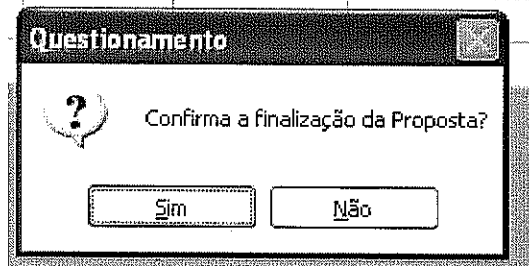 Questionamento
?
Confirma a finalização da Proposta?
Sim
Não